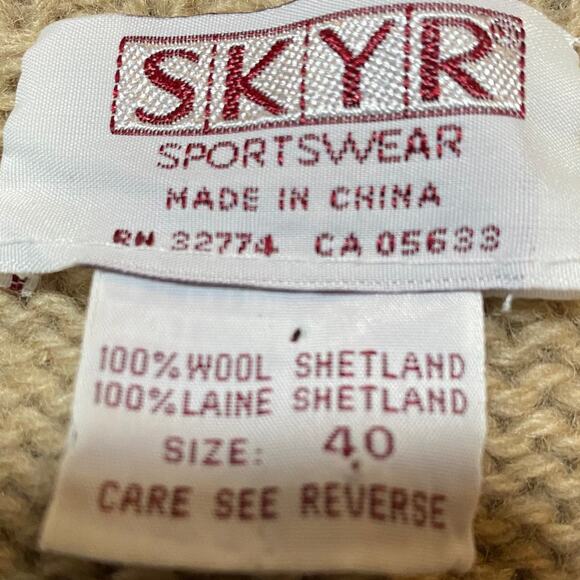 SKYR®
SPORTSWEAR
MADE IN CHINA
RN 32774 CA 05633
100% WOOL SHETLAND
100% LAINE SHETLAND
SIZE: 40
CARE SEE REVERSE